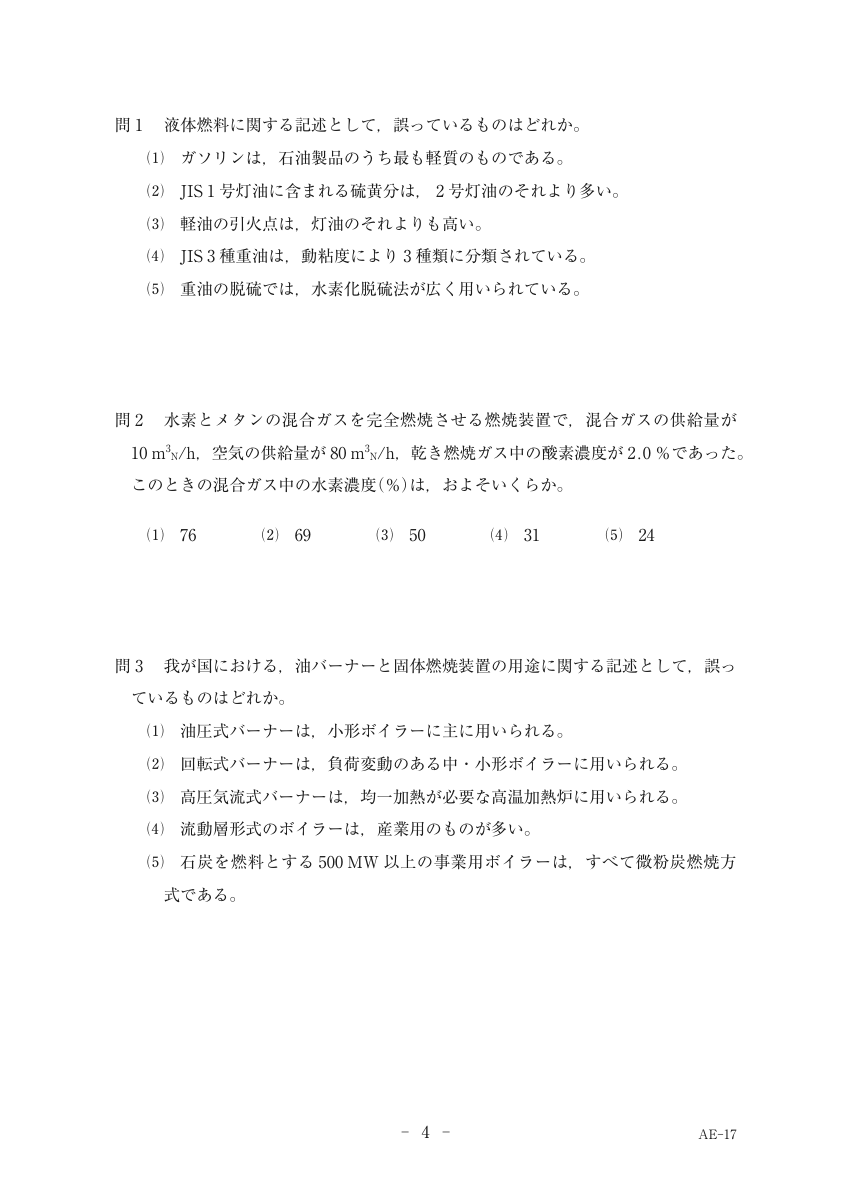 問1　液体燃料に関する記述として，誤っているものはどれか。
⑴　ガソリンは，石油製品のうち最も軽質のものである。
⑵　JIS 1 号灯油に含まれる硫黄分は， 2 号灯油のそれより多い。
⑶　軽油の引火点は，灯油のそれよりも高い。
⑷　JIS 3 種重油は，動粘度により 3 種類に分類されている。
⑸　重油の脱硫では，水素化脱硫法が広く用いられている。
問2　水素とメタンの混合ガスを完全燃焼させる燃焼装置で，混合ガスの供給量が
10 m³N/h，空気の供給量が 80 m³N/h，乾き燃焼ガス中の酸素濃度が 2.0 %であった。
このときの混合ガス中の水素濃度(%)は，およそいくらか。
⑴　76　⑵　69　⑶　50　⑷　31　⑸　24
問3　我が国における，油バーナーと固体燃焼装置の用途に関する記述として，誤っ
ているものはどれか。
⑴　油圧式バーナーは，小形ボイラーに主に用いられる。
⑵　回転式バーナーは，負荷変動のある中・小形ボイラーに用いられる。
⑶　高圧気流式バーナーは，均一加熱が必要な高温加熱炉に用いられる。
⑷　流動層形式のボイラーは，産業用のものが多い。
⑸　石炭を燃料とする 500 MW 以上の事業用ボイラーは，すべて微粉炭燃焼方
式である。
- 4 -
AE-17